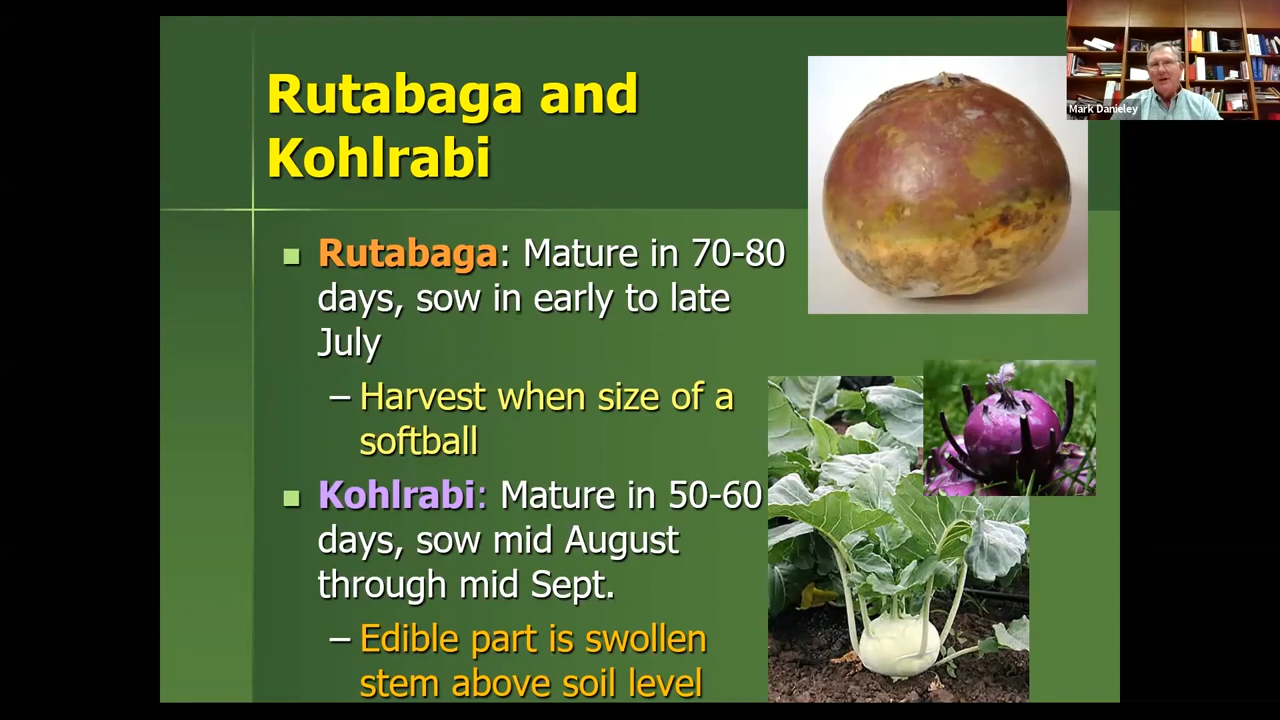 Rutabaga and
Kohlrabi
Rutabaga: Mature in 70-80
days, sow in early to late
July
– Harvest when size of a
softball
Kohlrabi: Mature in 50-60
days, sow mid August
through mid Sept.
– Edible part is swollen
stem above soil level
Mark Danieley